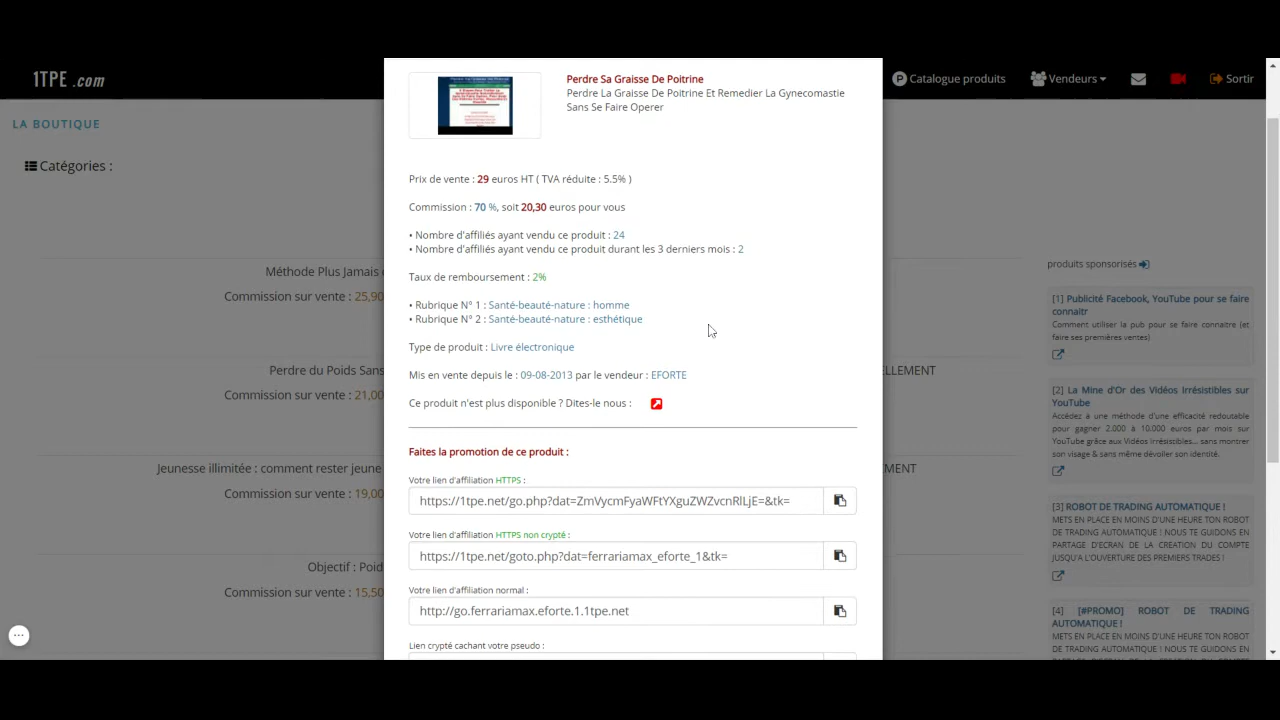 1TPE .com
Catalogue produits
Vendeurs
Sortir
LA BOUTIQUE
Catégories :
Méthode Plus Jamais
Commission sur vente : 25,90
Perdre du Poids Sans
Commission sur vente : 21,00
Jeunesse illimitée : comment rester jeune
Commission sur vente : 19,00
Objectif : Poid
Commission sur vente : 15,50
Perdre Sa Graisse De Poitrine
Perdre La Graisse De Poitrine Et Remedier La Gynecomastie
Sans Se Faire Operer
Prix de vente : 29 euros HT ( TVA réduite : 5.5% )
Commission : 70 %, soit 20,30 euros pour vous
• Nombre d'affiliés ayant vendu ce produit : 24
• Nombre d'affiliés ayant vendu ce produit durant les 3 derniers mois : 2
Taux de remboursement : 2%
• Rubrique N° 1 : Santé-beauté-nature : homme
• Rubrique N° 2 : Santé-beauté-nature : esthétique
Type de produit : Livre électronique
Mis en vente depuis le : 09-08-2013 par le vendeur : EFORTE
Ce produit n'est plus disponible ? Dites-le nous :
Faites la promotion de ce produit :
Votre lien d'affiliation HTTPS :
https://1tpe.net/go.php?dat=ZmVycmFyaWFtYXguZWZvcnRlLjE=&tk=
Votre lien d'affiliation HTTPS non crypté :
https://1tpe.net/goto.php?dat=ferrariamax_eforte_1&tk=
Votre lien d'affiliation normal :
http://go.ferrariamax.eforte.1.1tpe.net
Lien crypté cachant votre pseudo :
ELLEMENT
MENT
produits sponsorisés
[1] Publicité Facebook, YouTube pour se faire
connaitr
Comment utiliser la pub pour se faire connaitre (et
faire ses premières ventes)
[2] La Mine d'Or des Vidéos Irrésistibles sur
YouTube
Accédez à une méthode d'une efficacité redoutable
pour gagner 2.000 à 10.000 euros par mois sur
YouTube grâce aux Vidéos Irrésistibles... sans montrer
son visage & sans même dévoiler son identité.
[3] ROBOT DE TRADING AUTOMATIQUE !
METS EN PLACE EN MOINS D'UNE HEURE TON ROBOT
DE TRADING AUTOMATIQUE ! NOUS TE GUIDONS EN
PARTAGE D'ECRAN DE LA CREATION DU COMPTE
JUSQU'A L'OUVERTURE DES PREMIERS TRADES !
[4] [#PROMO] ROBOT DE TRADING
AUTOMATIQUE !
METS EN PLACE EN MOINS D'UNE HEURE TON ROBOT
DE TRADING AUTOMATIQUE ! NOUS TE GUIDONS EN